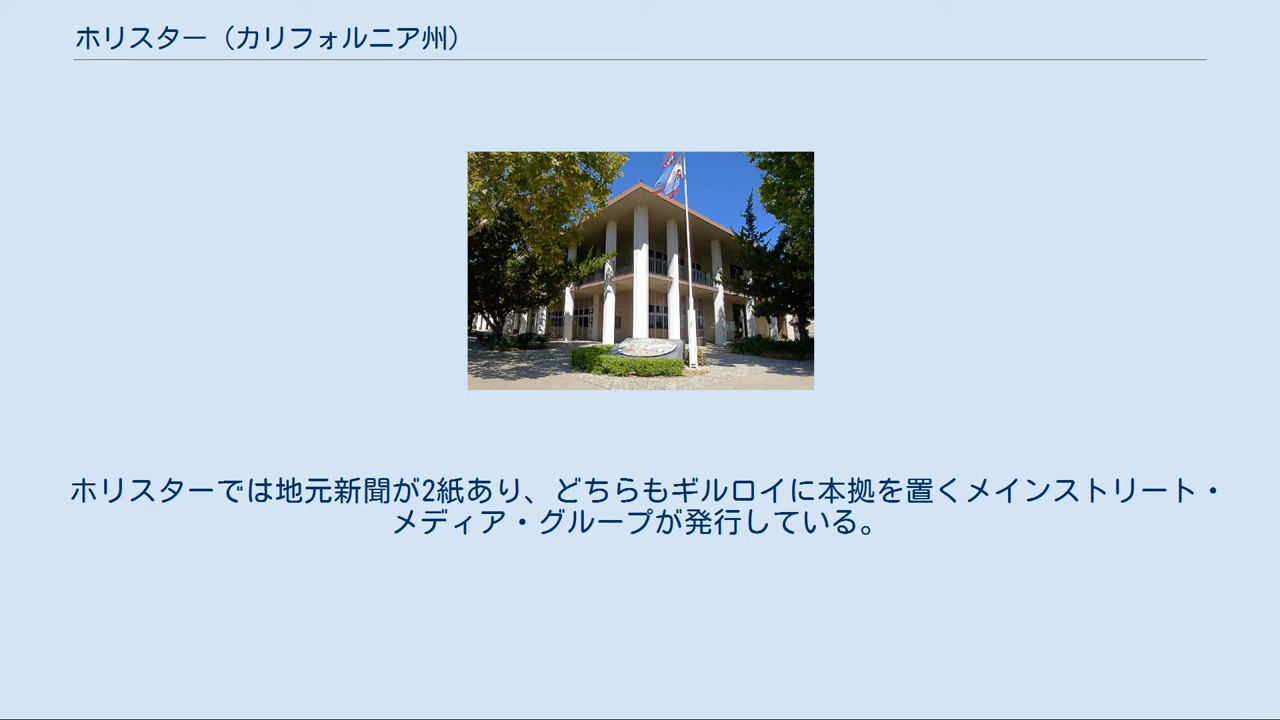 ホリスター（カリフォルニア州）
ホリスターでは地元新聞が2紙あり、どちらもギルロイに本拠を置くメインストリート・
メディア・グループが発行している。